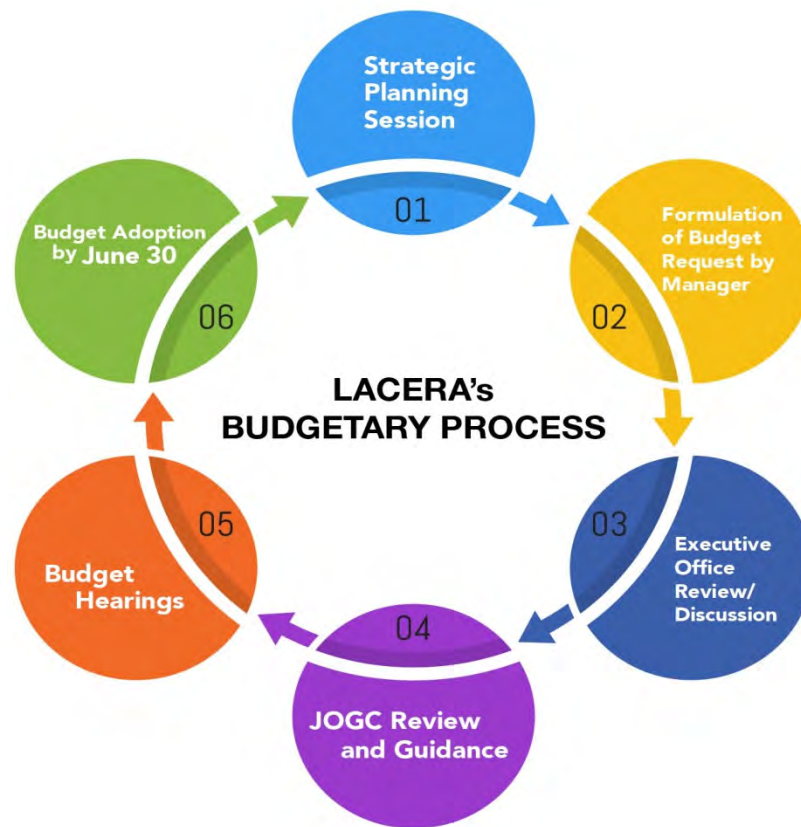 Strategic
Planning
Session
01
Formulation
of Budget
Request by
Manager
02
Executive
Office
Review/
Discussion
03
JOGC Review
and Guidance
04
Budget
Hearings
05
Budget Adoption
by June 30
06
LACERA's
BUDGETARY PROCESS